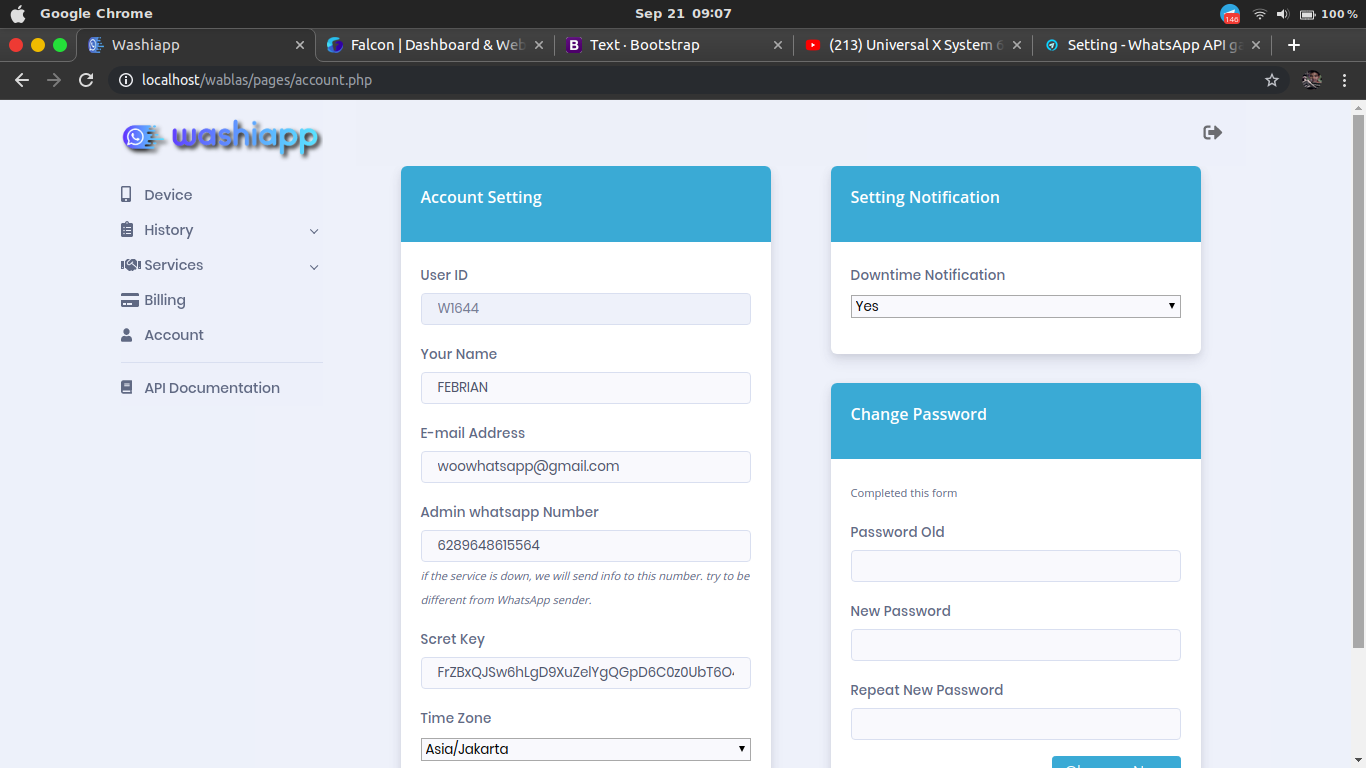 Google Chrome
Sep 21 09:07
146
100 %
Washiapp
Falcon | Dashboard & Web
Text · Bootstrap
(213) Universal X System 6
Setting - WhatsApp API ga
localhost/wablas/pages/account.php
washiapp
Device
History
Services
Billing
Account
API Documentation
Account Setting
User ID
W1644
Your Name
FEBRIAN
E-mail Address
woowhatsapp@gmail.com
Admin whatsapp Number
6289648615564
if the service is down, we will send info to this number. try to be
different from WhatsApp sender.
Scret Key
FrZBxQJSw6hLgD9XuZelYgQGpD6C0z0UbT6O
Time Zone
Asia/Jakarta
Setting Notification
Downtime Notification
Yes
Change Password
Completed this form
Password Old
New Password
Repeat New Password